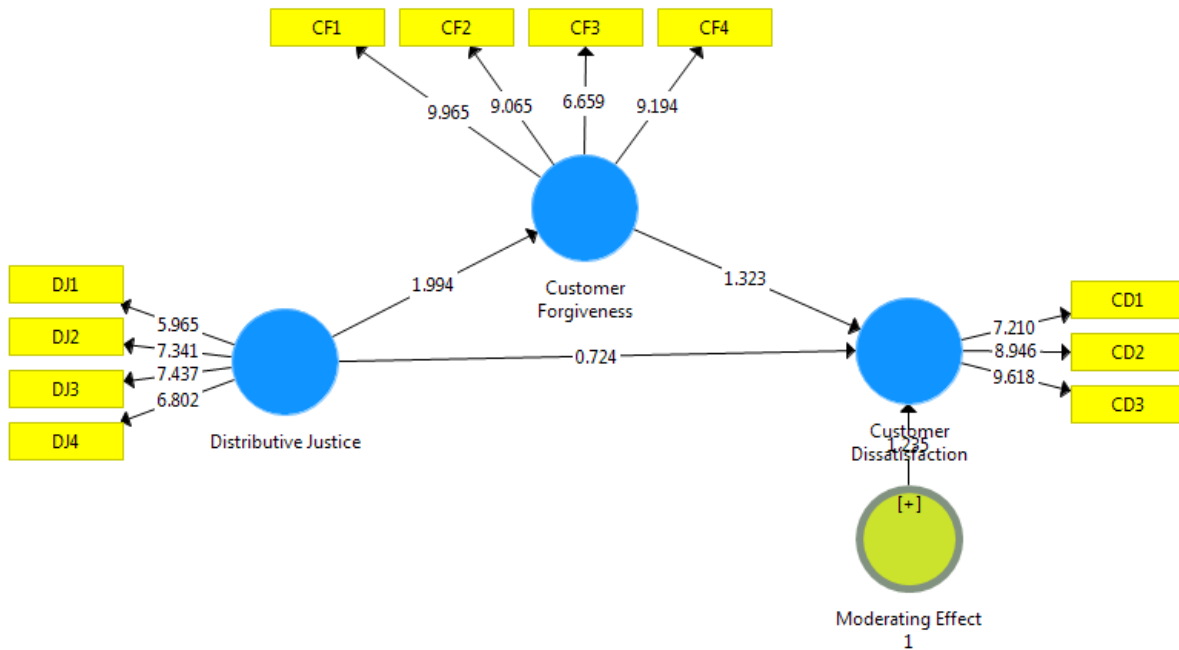 CF1 CF2 CF3 CF4
9.965 9.065 6.659 9.194
Customer
Forgiveness
1.994
1.323
DJ1
DJ2
DJ3
DJ4
5.965
7.341
7.437
6.802
Distributive Justice
0.724
CD1
CD2
CD3
7.210
8.946
9.618
Customer
Dissatisfaction
1.235
[+]
Moderating Effect
1